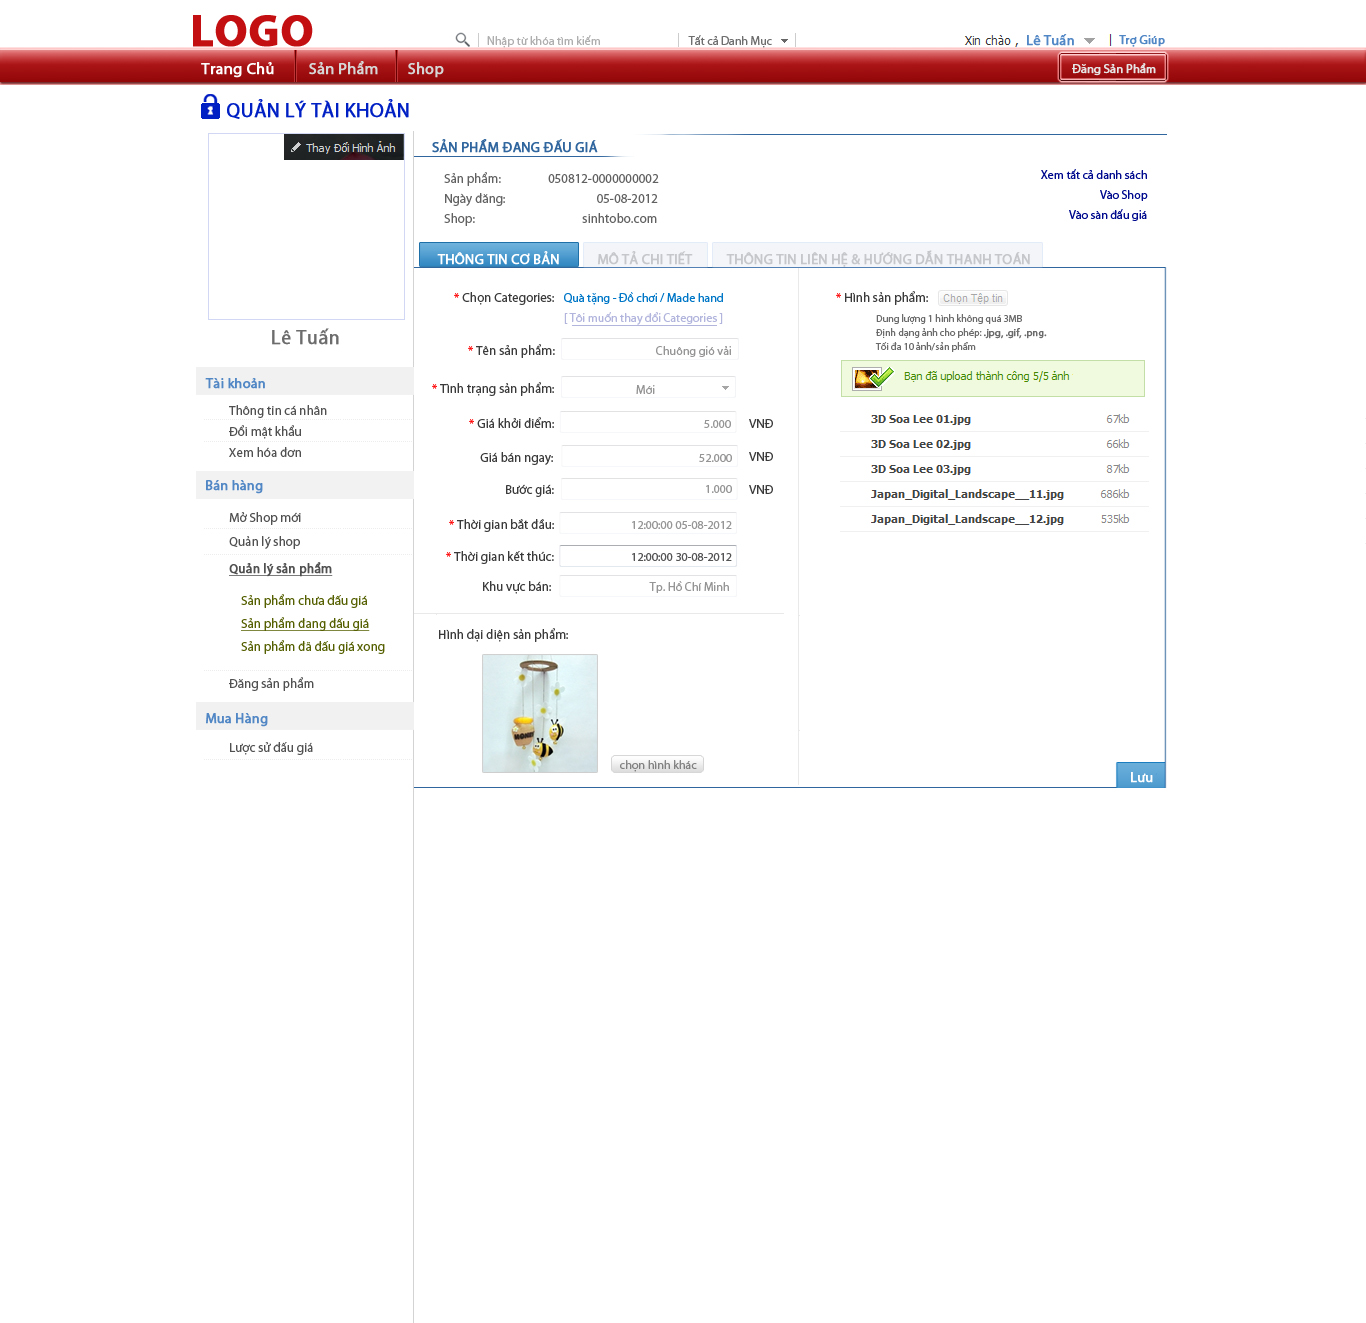 LOGO
Nhập từ khóa tìm kiếm
Tất cả Danh Mục
Xin chào , Lê Tuấn
Trợ Giúp
Trang Chủ
Sản Phẩm
Shop
Đăng Sản Phẩm
QUẢN LÝ TÀI KHOẢN
Thay Đổi Hình Ảnh
Lê Tuấn
Tài khoản
Thông tin cá nhân
Đổi mật khẩu
Xem hóa đơn
Bán hàng
Mở Shop mới
Quản lý shop
Quản lý sản phẩm
Sản phẩm chưa đấu giá
Sản phẩm đang đấu giá
Sản phẩm đã đấu giá xong
Đăng sản phẩm
Mua Hàng
Lược sử đấu giá
SẢN PHẨM ĐANG ĐẤU GIÁ
Sản phẩm: 050812-0000000002
Ngày đăng: 05-08-2012
Shop: sinhtobo.com
Xem tất cả danh sách
Vào Shop
Vào sàn đấu giá
THÔNG TIN CƠ BẢN
MÔ TẢ CHI TIẾT
THÔNG TIN LIÊN HỆ & HƯỚNG DẪN THANH TOÁN
* Chọn Categories: Quà tặng - Đồ chơi / Made hand
[ Tôi muốn thay đổi Categories ]
* Tên sản phẩm: Chuông gió vải
* Tình trạng sản phẩm: Mới
* Giá khởi điểm: 5.000 VNĐ
Giá bán ngay: 52.000 VNĐ
Bước giá: 1.000 VNĐ
* Thời gian bắt đầu: 12:00:00 05-08-2012
* Thời gian kết thúc: 12:00:00 30-08-2012
Khu vực bán: Tp. Hồ Chí Minh
Hình đại diện sản phẩm:
HONEY
chọn hình khác
* Hình sản phẩm: Chọn Tệp tin
Dung lượng 1 hình không quá 3MB
Định dạng ảnh cho phép: .jpg, .gif, .png.
Tối đa 10 ảnh/sản phẩm
Bạn đã upload thành công 5/5 ảnh
3D Soa Lee 01.jpg 67kb
3D Soa Lee 02.jpg 66kb
3D Soa Lee 03.jpg 87kb
Japan_Digital_Landscape__11.jpg 686kb
Japan_Digital_Landscape__12.jpg 535kb
Lưu